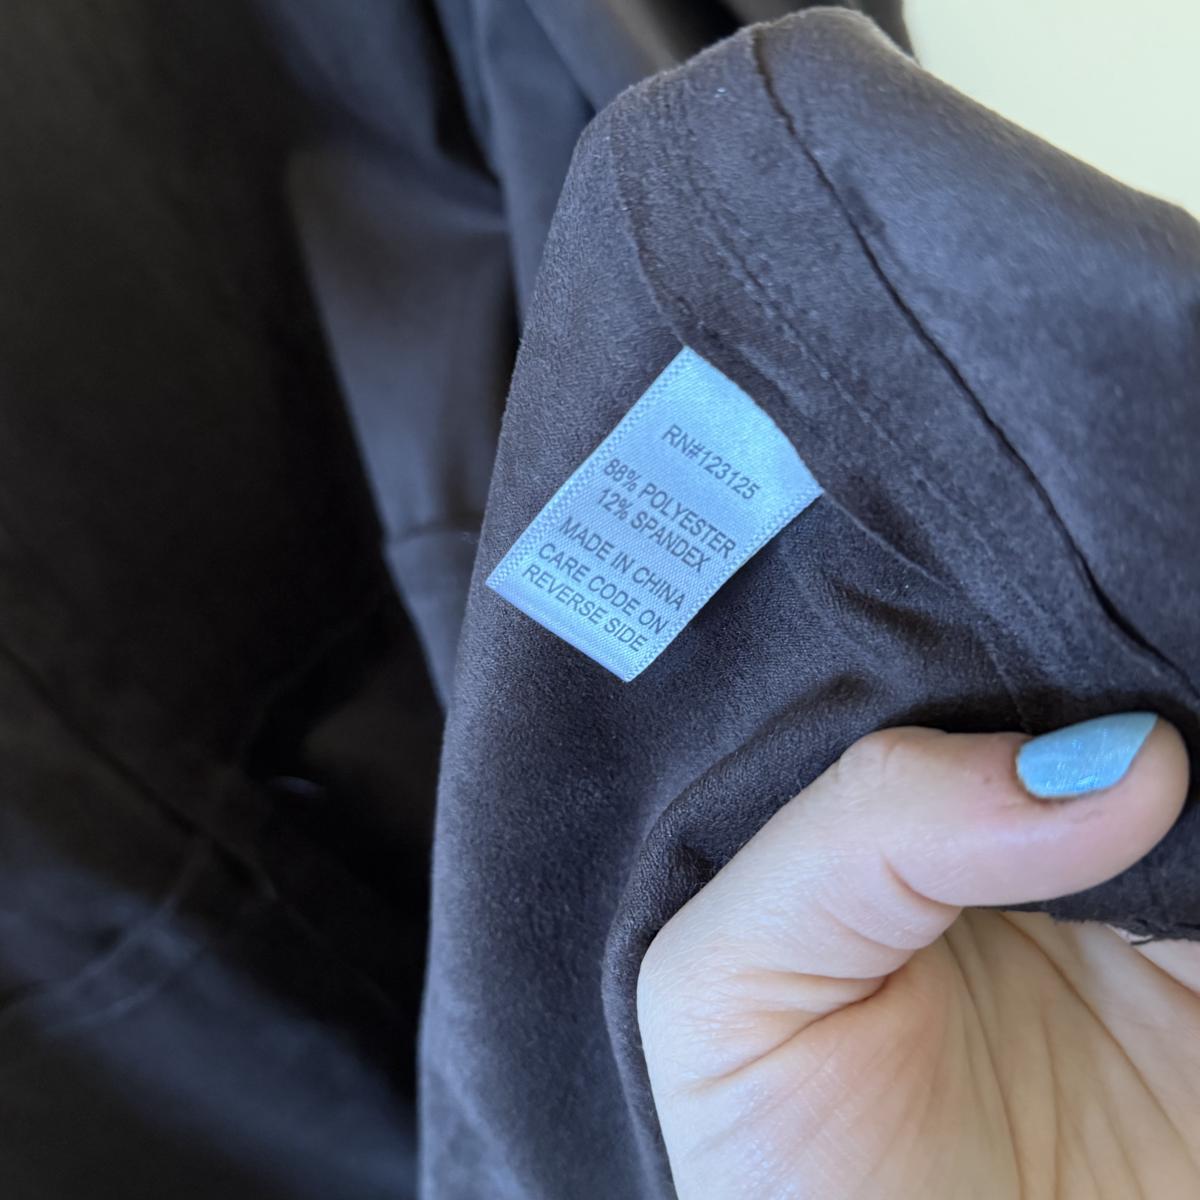 RN#123125
88% POLYESTER
12% SPANDEX
MADE IN CHINA
CARE CODE ON
REVERSE SIDE